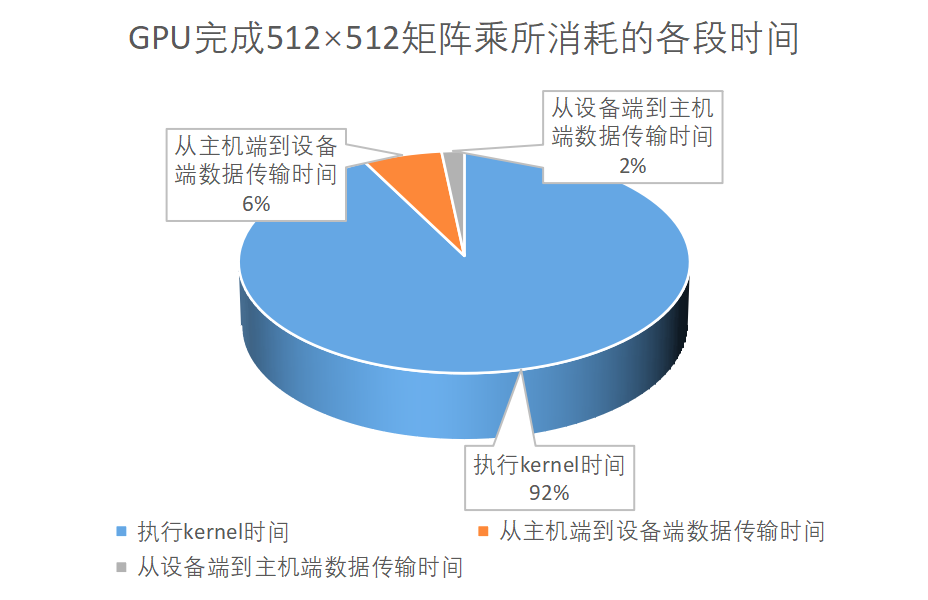 GPU完成512×512矩阵乘所消耗的各段时间
从设备端到主机
端数据传输时间
2%
从主机端到设备
端数据传输时间
6%
执行kernel时间
92%
执行kernel时间
从主机端到设备端数据传输时间
从设备端到主机端数据传输时间